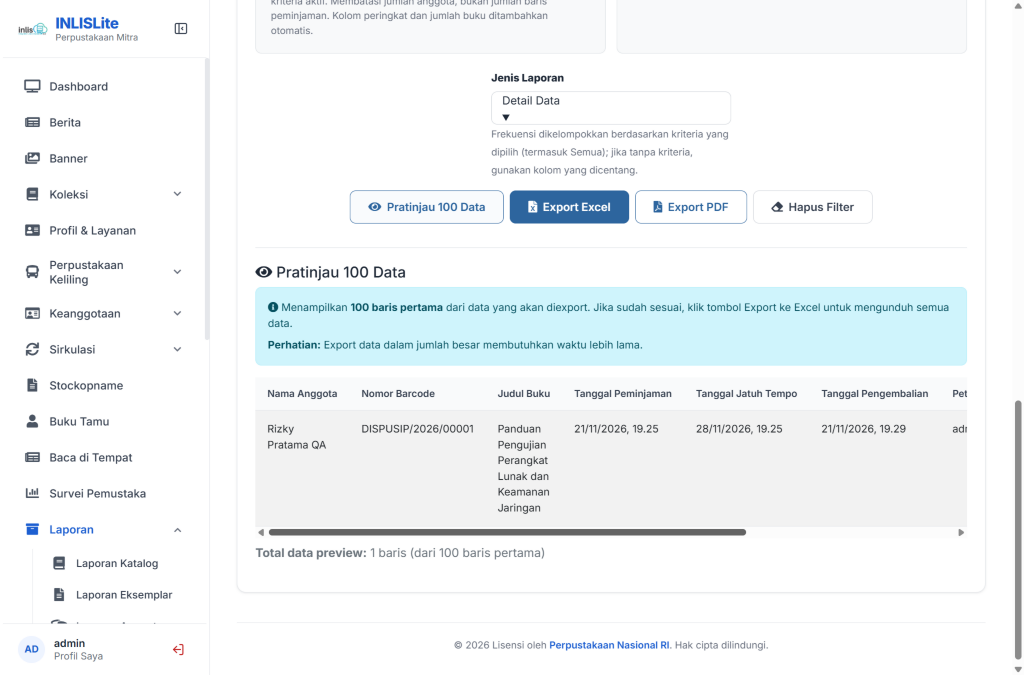 inlis
INLISLite
Perpustakaan Mitra
Dashboard
Berita
Banner
Koleksi
Profil & Layanan
Perpustakaan
Keliling
Keanggotaan
Sirkulasi
Stockopname
Buku Tamu
Baca di Tempat
Survei Pemustaka
Laporan
Laporan Katalog
Laporan Eksemplar
AD
admin
Profil Saya
kriteria aktif. Membatasi jumlah anggota, bukan jumlah baris
peminjaman. Kolom peringkat dan jumlah buku ditambahkan
otomatis.
Jenis Laporan
Detail Data
Frekuensi dikelompokkan berdasarkan kriteria yang
dipilih (termasuk Semua); jika tanpa kriteria,
gunakan kolom yang dicentang.
Pratinjau 100 Data
Export Excel
Export PDF
Hapus Filter
Pratinjau 100 Data
Menampilkan 100 baris pertama dari data yang akan diexport. Jika sudah sesuai, klik tombol Export ke Excel untuk mengunduh semua
data.
Perhatian: Export data dalam jumlah besar membutuhkan waktu lebih lama.
Nama Anggota Nomor Barcode Judul Buku Tanggal Peminjaman Tanggal Jatuh Tempo Tanggal Pengembalian Pet
Rizky DISPUSIP/2026/00001 Panduan 21/11/2026, 19.25 28/11/2026, 19.25 21/11/2026, 19.29 adr
Pratama QA Pengujian
Perangkat
Lunak dan
Keamanan
Jaringan
Total data preview: 1 baris (dari 100 baris pertama)
© 2026 Lisensi oleh Perpustakaan Nasional RI. Hak cipta dilindungi.